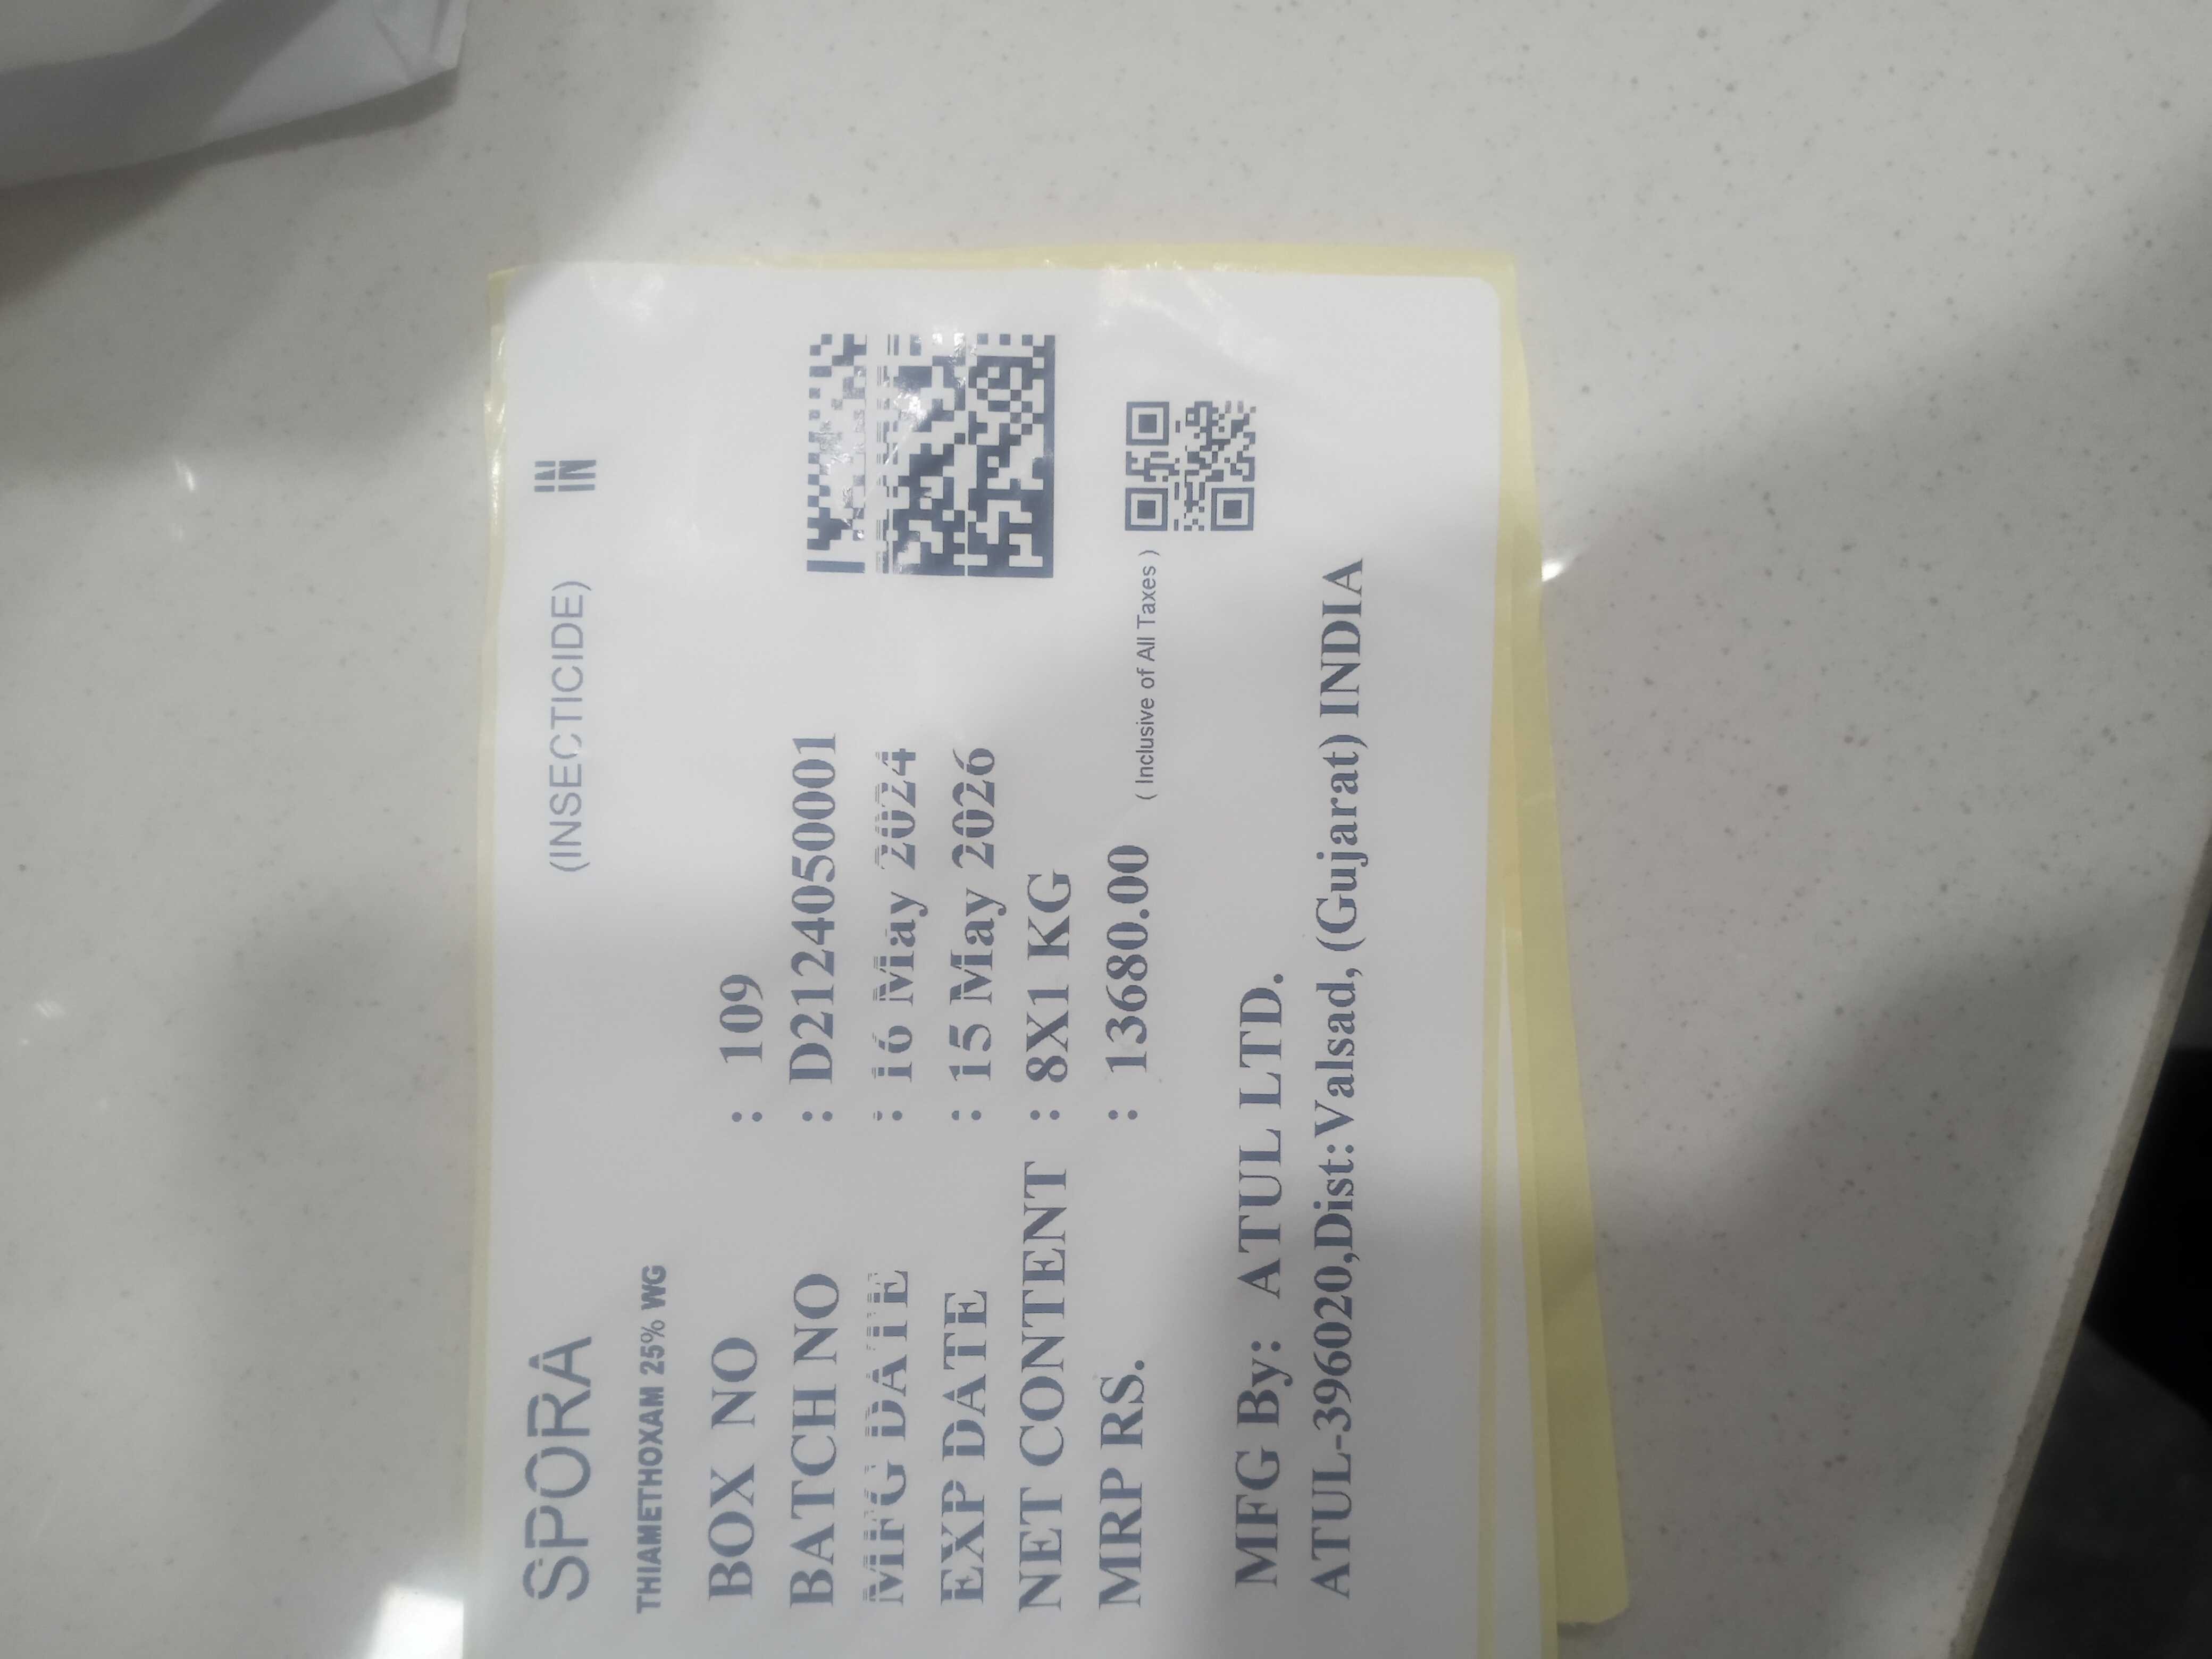 SPORA (INSECTICIDE) IN
THIAMETHOXAM 25% WG
BOX NO : 109
BATCH NO : D2124050001
MFG DATE : 16 May 2024
EXP DATE : 15 May 2026
NET CONTENT : 8X1 KG
MRP RS. : 13680.00 ( Inclusive of All Taxes )
MFG By: ATUL LTD.
ATUL-396020,Dist:Valsad, (Gujarat) INDIA